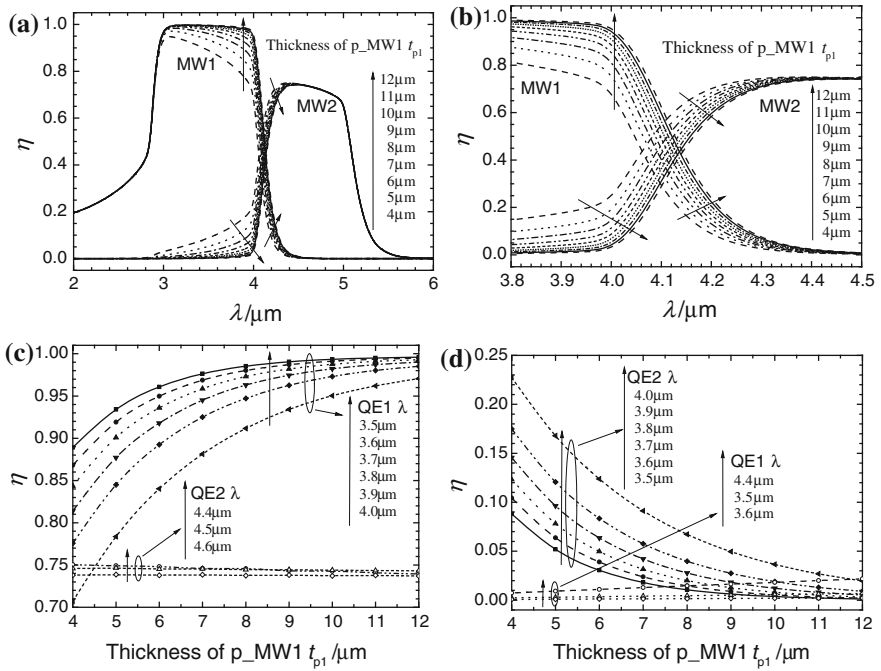 (a)
Thickness of p_MW1 tp1
MW1
MW2
12μm
11μm
10μm
9μm
8μm
7μm
6μm
5μm
4μm
η
1.0
0.8
0.6
0.4
0.2
0.0
2 3 4 5 6
λ/μm
(b)
Thickness of p_MW1 tp1
MW1
MW2
12μm
11μm
10μm
9μm
8μm
7μm
6μm
5μm
4μm
η
1.0
0.8
0.6
0.4
0.2
0.0
3.8 3.9 4.0 4.1 4.2 4.3 4.4 4.5
λ/μm
(c)
η
1.00
0.95
0.90
0.85
0.80
0.75
0.70
QE1 λ
3.5μm
3.6μm
3.7μm
3.8μm
3.9μm
4.0μm
QE2 λ
4.4μm
4.5μm
4.6μm
4 5 6 7 8 9 10 11 12
Thickness of p_MW1 tp1 /μm
(d)
η
0.25
0.20
0.15
0.10
0.05
0.00
QE2 λ
4.0μm
3.9μm
3.8μm
3.7μm
3.6μm
3.5μm
QE1 λ
4.4μm
3.5μm
3.6μm
4 5 6 7 8 9 10 11 12
Thickness of p_MW1 tp1 /μm